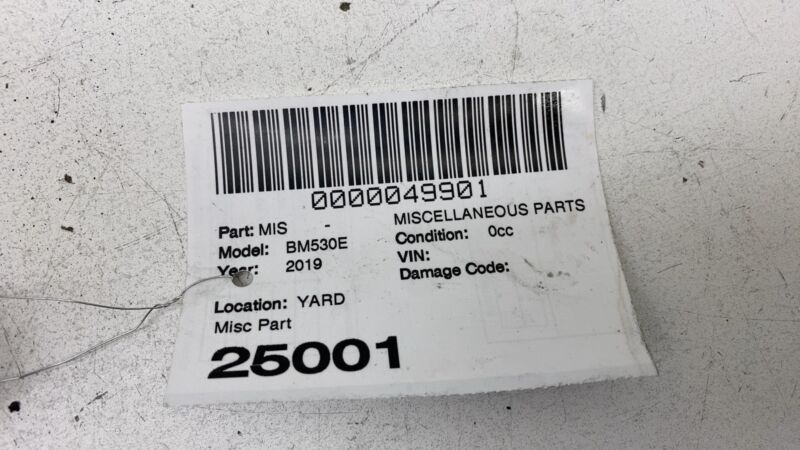 0000049901
Part: MIS - MISCELLANEOUS PARTS
Model: BM530E Condition: 0cc
Year: 2019 VIN:
Damage Code:
Location: YARD
Misc Part
25001